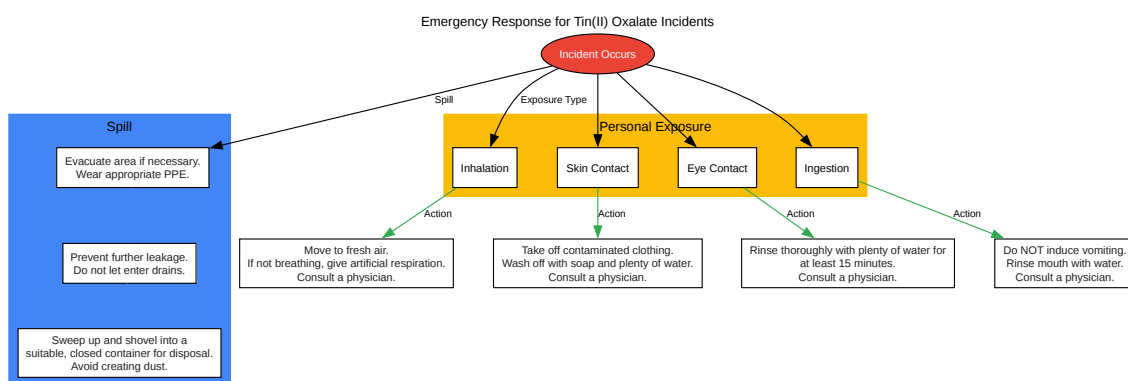 Emergency Response for Tin(II) Oxalate Incidents
Incident Occurs
Spill
Exposure Type
Spill
Personal Exposure
Evacuate area if necessary.
Wear appropriate PPE.
Inhalation
Skin Contact
Eye Contact
Ingestion
Action
Action
Action
Action
Prevent further leakage.
Do not let enter drains.
Move to fresh air.
If not breathing, give artificial respiration.
Consult a physician.
Take off contaminated clothing.
Wash off with soap and plenty of water.
Consult a physician.
Rinse thoroughly with plenty of water for
at least 15 minutes.
Consult a physician.
Do NOT induce vomiting.
Rinse mouth with water.
Consult a physician.
Sweep up and shovel into a
suitable, closed container for disposal.
Avoid creating dust.